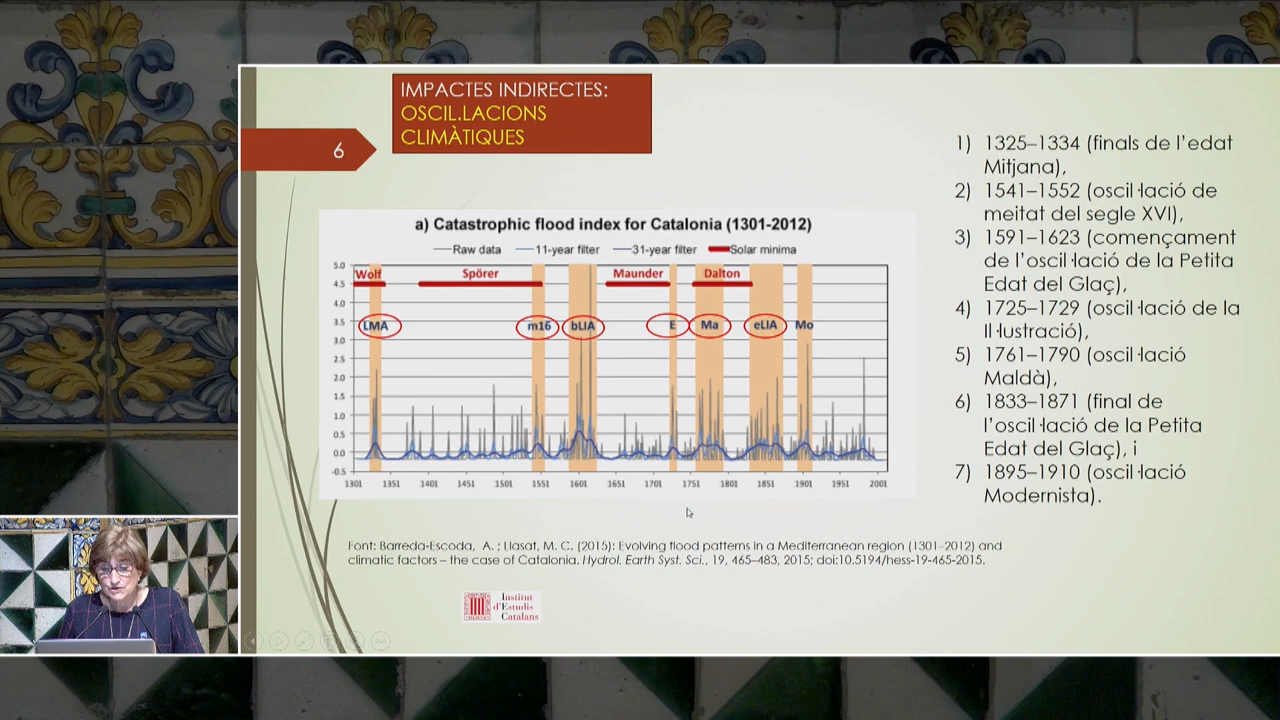 IMPACTES INDIRECTES:
OSCIL.LACIONS
CLIMÀTIQUES
6
a) Catastrophic flood index for Catalonia (1301-2012)
Raw data 11-year filter 31-year filter Solar minima
5.0
4.5
4.0
3.5
3.0
2.5
2.0
1.5
1.0
0.5
0.0
-0.5
Wolf Spörer Maunder Dalton
LMA m16 bLIA E Ma eLIA Mo
1301 1351 1401 1451 1501 1551 1601 1651 1701 1751 1801 1851 1901 1951 2001
1) 1325–1334 (finals de l’edat
Mitjana),
2) 1541–1552 (oscil·lació de
meitat del segle XVI),
3) 1591–1623 (començament
de l’oscil·lació de la Petita
Edat del Glaç),
4) 1725–1729 (oscil·lació de la
Il·lustració),
5) 1761–1790 (oscil·lació
Maldà),
6) 1833–1871 (final de
l’oscil·lació de la Petita
Edat del Glaç), i
7) 1895–1910 (oscil·lació
Modernista).
Font: Barreda-Escoda, A. ; Llasat, M. C. (2015): Evolving flood patterns in a Mediterranean region (1301–2012) and
climatic factors – the case of Catalonia. Hydrol. Earth Syst. Sci., 19, 465–483, 2015; doi:10.5194/hess-19-465-2015.
Institut
d'Estudis
Catalans